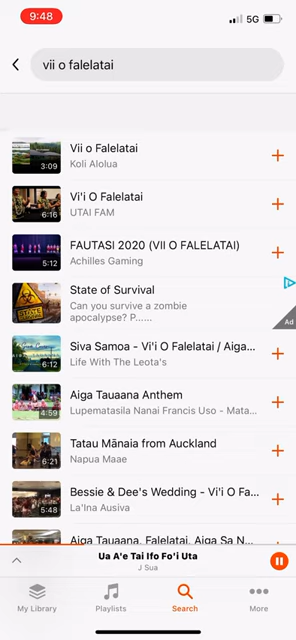 9:48
5G
vii o falelatai
Vii o Falelatai
Koli Alolua
3:09
Vi'i O Falelatai
UTAI FAM
6:16
FAUTASI 2020 (VII O FALELATAI)
Achilles Gaming
5:12
State of Survival
Can you survive a zombie
apocalypse? P......
Ad
Siva Samoa - Vi'i O Falelatai / Aiga...
Life With The Leota's
6:12
Aiga Tauaana Anthem
Lupematasila Nanai Francis Uso - Mata...
4:59
Tatau Mānaia from Auckland
Napua Maae
6:21
Bessie & Dee's Wedding - Vi'i O Fa...
La'Ina Ausiva
5:48
Aiga Tauaana, Falelatai, Aiga Sa N...
Ua A'e Tai Ifo Fo'i Uta
J Sua
My Library
Playlists
Search
More